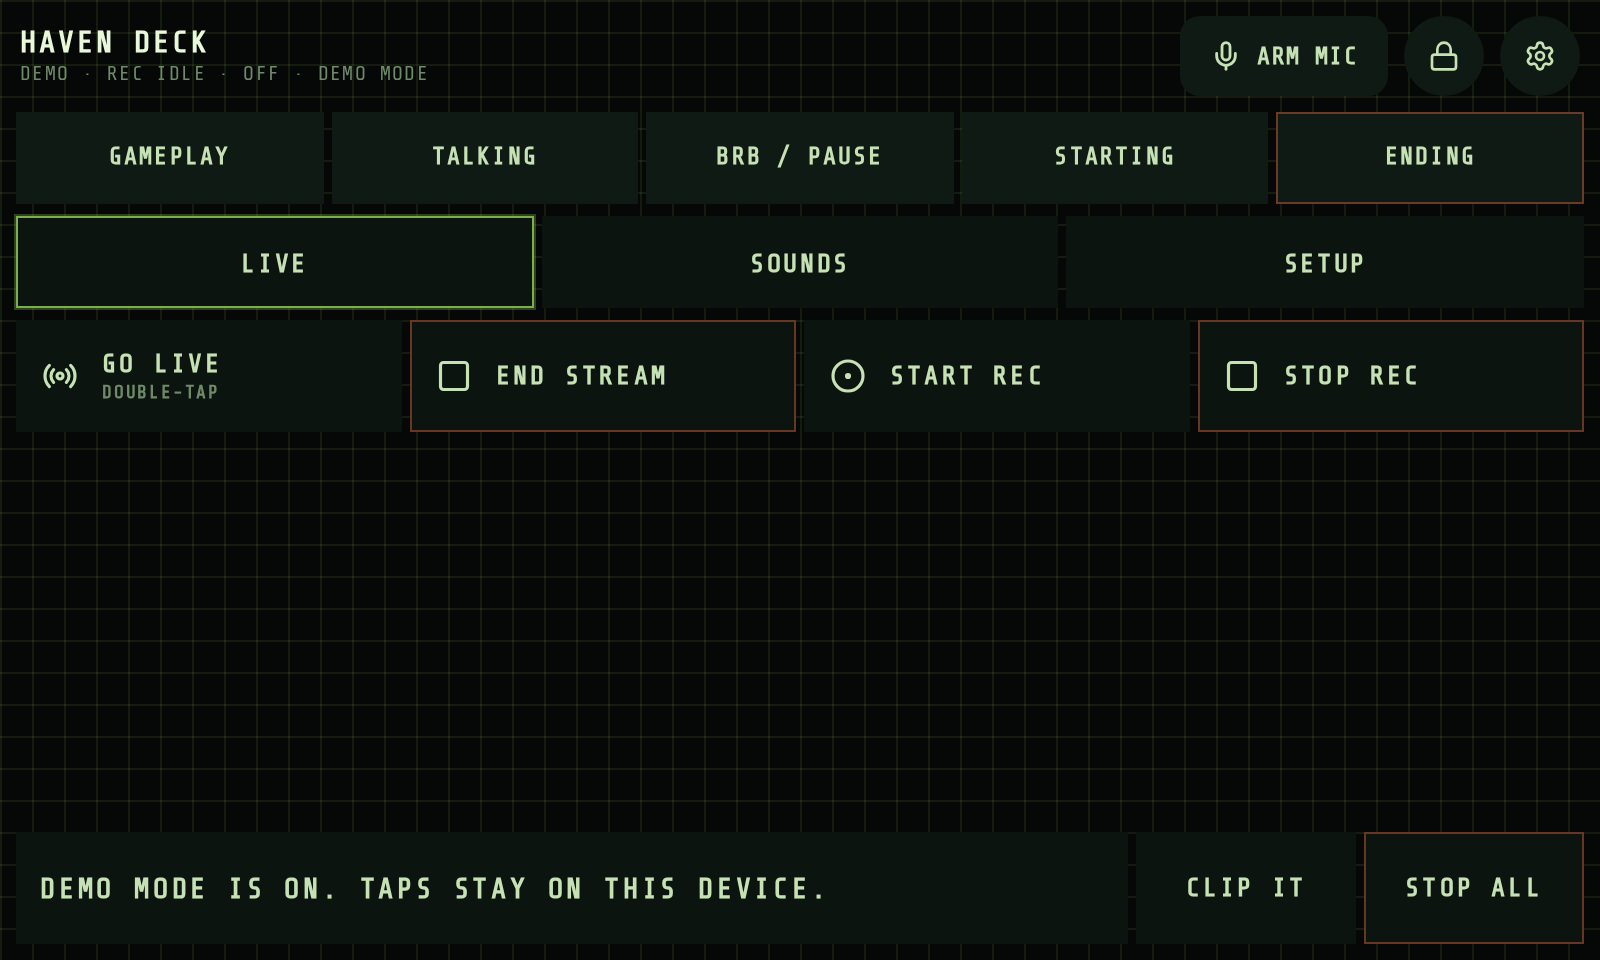 HAVEN DECK
DEMO · REC IDLE · OFF · DEMO MODE
ARM MIC
GAMEPLAY
TALKING
BRB / PAUSE
STARTING
ENDING
LIVE
SOUNDS
SETUP
GO LIVE
DOUBLE-TAP
END STREAM
START REC
STOP REC
DEMO MODE IS ON. TAPS STAY ON THIS DEVICE.
CLIP IT
STOP ALL